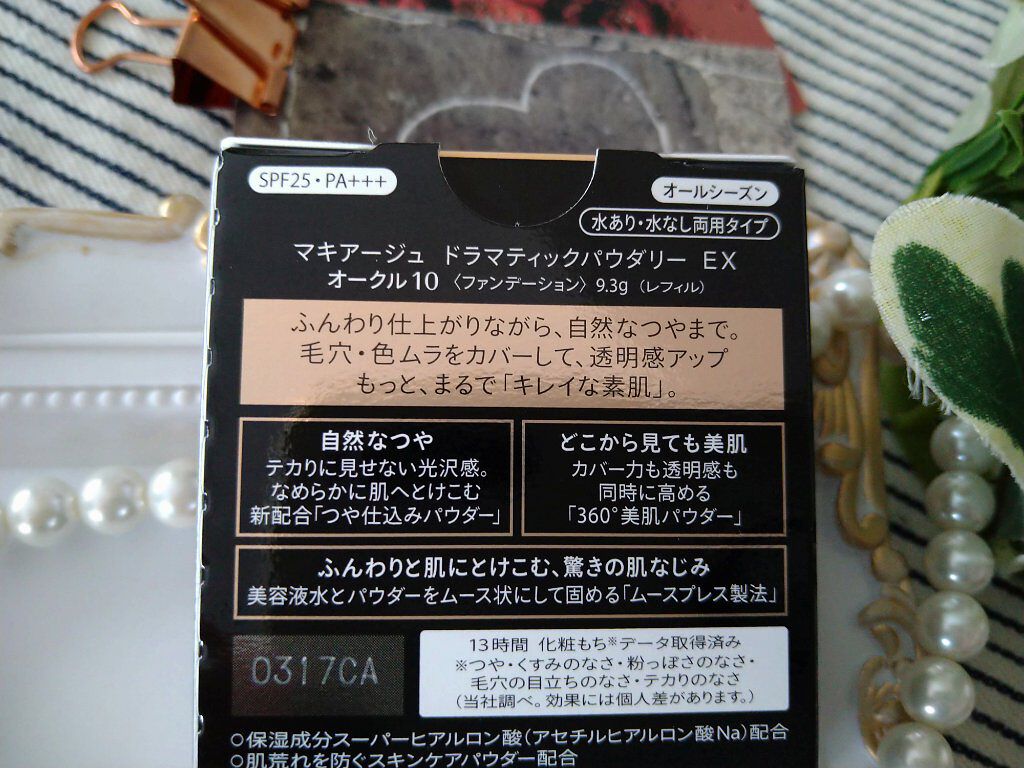 SPF25・PA+++
オールシーズン
水あり・水なし両用タイプ
マキアージュ ドラマティックパウダリー EX
オークル10 〈ファンデーション〉 9.3g (レフィル)
ふんわり仕上がりながら、自然なつやまで。
毛穴・色ムラをカバーして、透明感アップ
もっと、まるで「キレイな素肌」。
自然なつや
テカリに見せない光沢感。
なめらかに肌へとけこむ
新配合「つや仕込みパウダー」
どこから見ても美肌
カバー力も透明感も
同時に高める
「360°美肌パウダー」
ふんわりと肌にとけこむ、驚きの肌なじみ
美容液水とパウダーをムース状にして固める「ムースプレス製法」
0317CA
13時間 化粧もち※データ取得済み
※つや・くすみのなさ・粉っぽさのなさ・
毛穴の目立ちのなさ・テカリのなさ
(当社調べ。効果には個人差があります。)
○保湿成分スーパーヒアルロン酸(アセチルヒアルロン酸Na)配合
○肌荒れを防ぐスキンケアパウダー配合